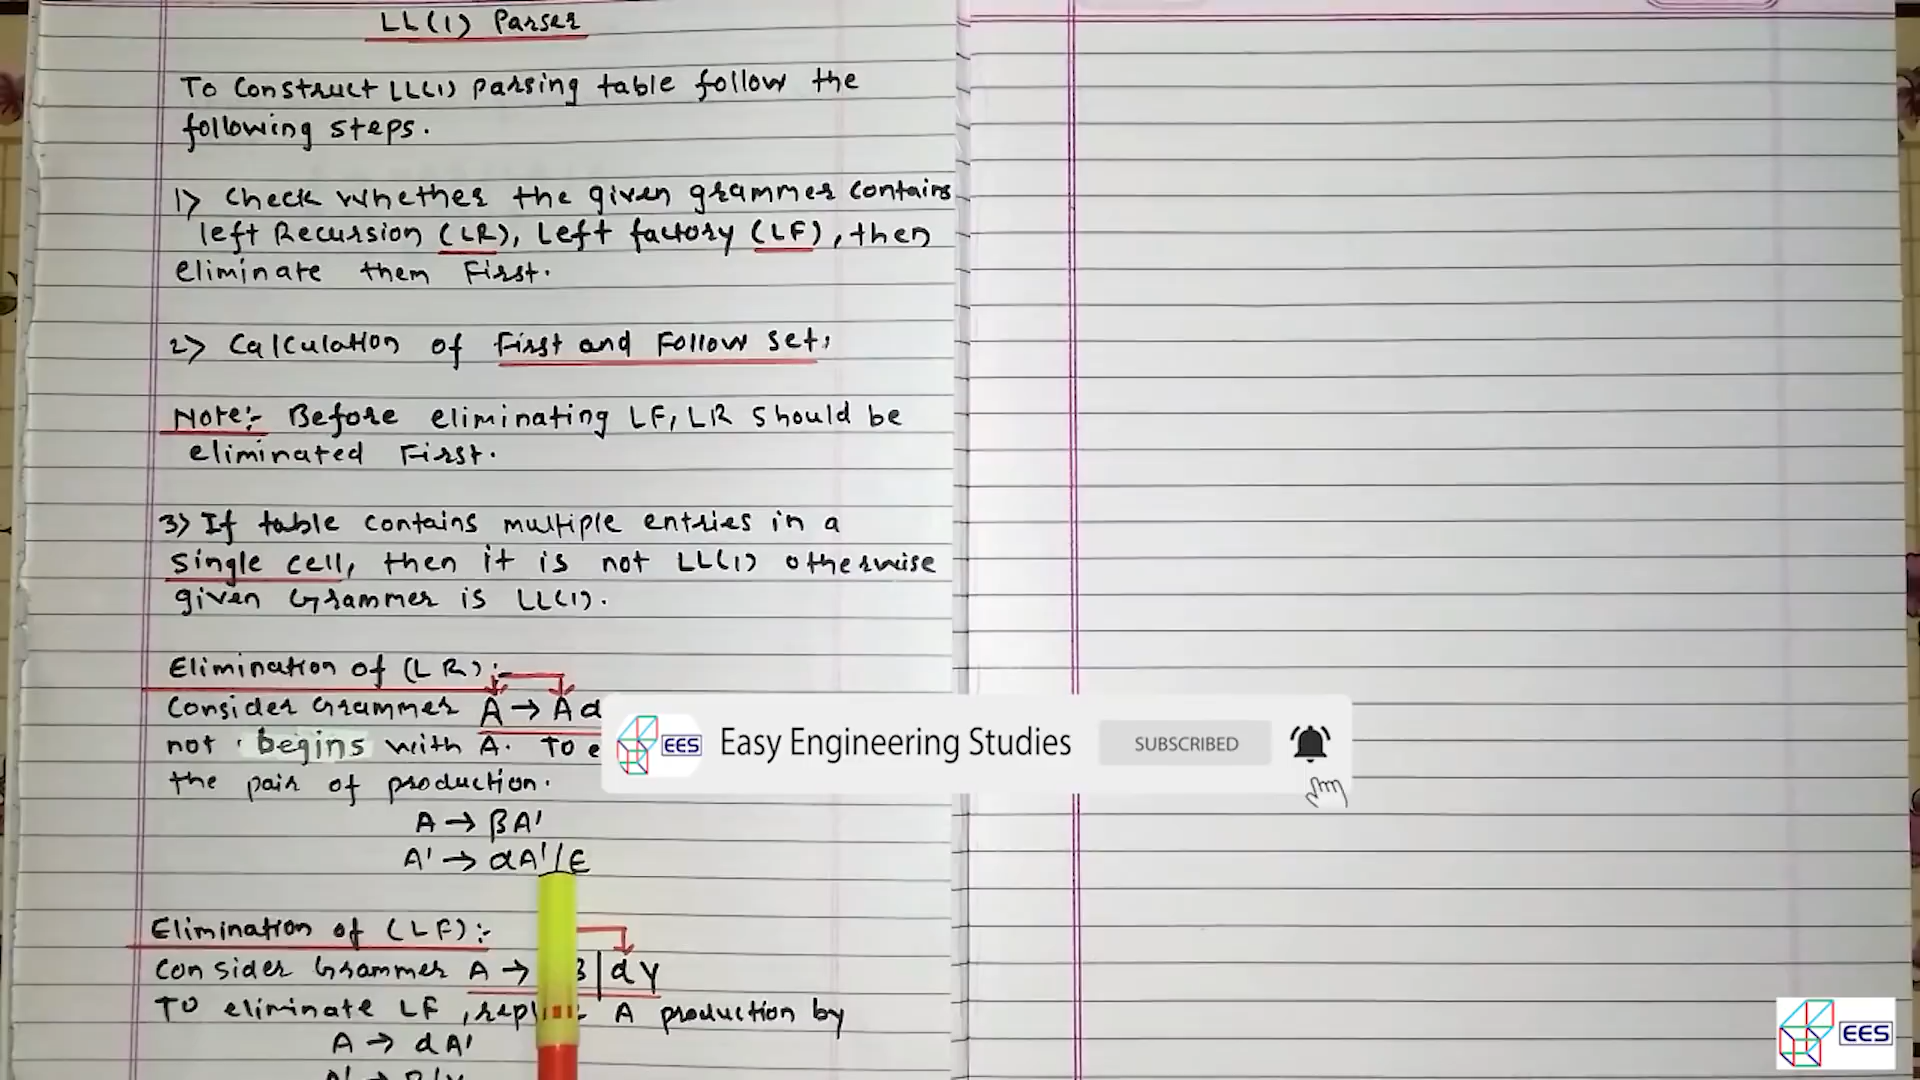 LL(1) Parser
To Construct LL(1) parsing table follow the
following steps.
1> Check whether the given grammer contains
left Recursion (LR), Left factory (LF), then
eliminate them First.
2> Calculation of First and Follow set.
Note:- Before eliminating LF, LR should be
eliminated First.
3> If table contains multiple entries in a
single cell, then it is not LL(1) otherwise
given Grammer is LL(1).
Elimination of (LR):-
Consider Grammer A → Aα
not begins with A. To e
the pair of production.
A → βA'
A' → αA'/ε
Elimination of (LF):-
Consider Grammer A → β|αγ
To eliminate LF, A production by
A → αA'
A' → β/γ
EES Easy Engineering Studies SUBSCRIBED
EES